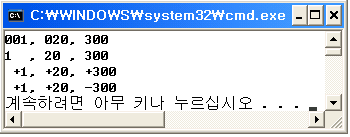 C:\WINDOWS\system32\cmd.exe
001, 020, 300
1  , 20 , 300
 +1, +20, +300
 +1, +20, -300
계속하려면 아무 키나 누르십시오 . . . _